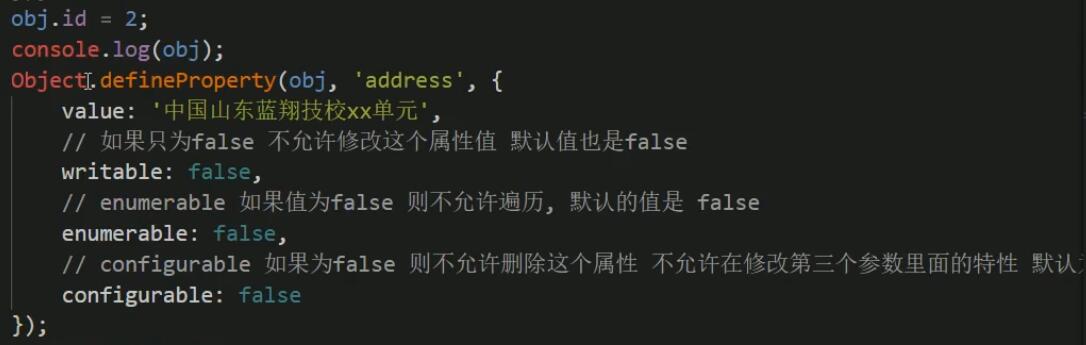 obj.id = 2;
console.log(obj);
Object.defineProperty(obj, 'address', {
    value: '中国山东蓝翔技校xx单元',
    // 如果只为false 不允许修改这个属性值 默认值也是false
    writable: false,
    // enumerable 如果值为false 则不允许遍历, 默认的值是 false
    enumerable: false,
    // configurable 如果为false 则不允许删除这个属性 不允许在修改第三个参数里面的特性 默认
    configurable: false
});